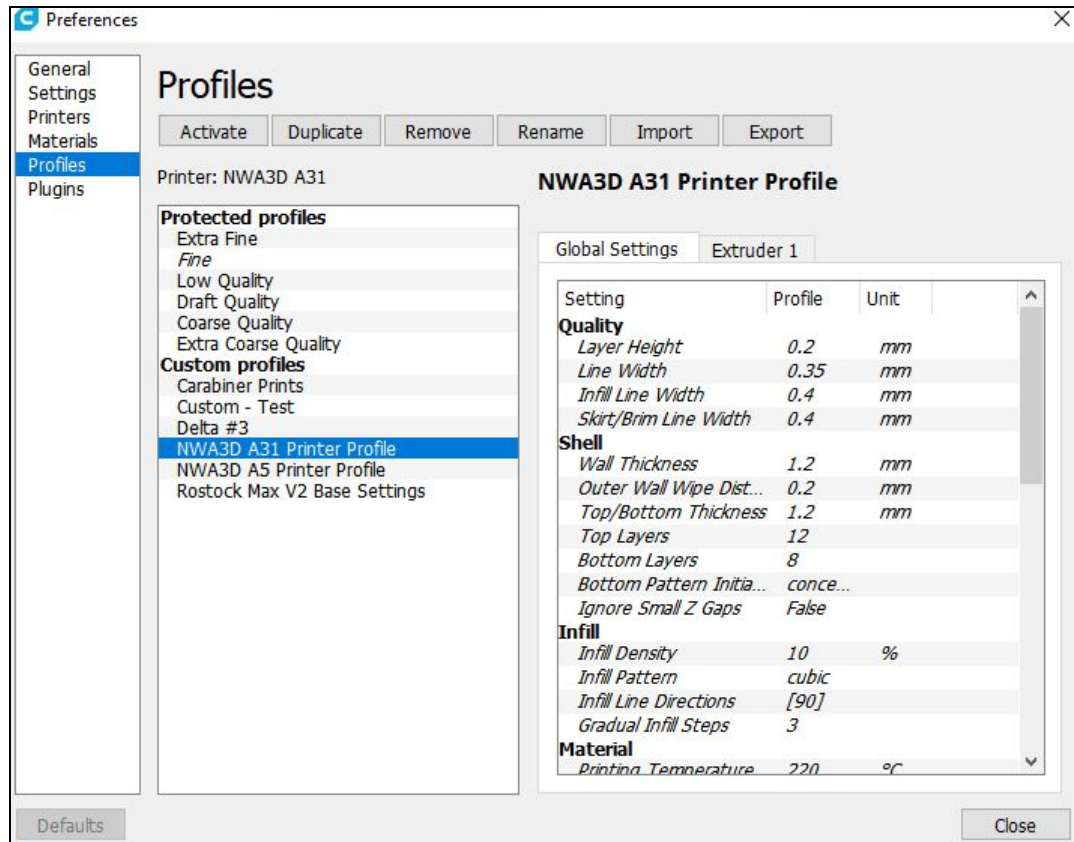 Preferences
General
Settings
Printers
Materials
Profiles
Plugins
Profiles
Activate Duplicate Remove Rename Import Export
Printer: NWA3D A31
Protected profiles
Extra Fine
Fine
Low Quality
Draft Quality
Coarse Quality
Extra Coarse Quality
Custom profiles
Carabiner Prints
Custom - Test
Delta #3
NWA3D A31 Printer Profile
NWA3D A5 Printer Profile
Rostock Max V2 Base Settings
NWA3D A31 Printer Profile
Global Settings Extruder 1
Setting Profile Unit
Quality
Layer Height 0.2 mm
Line Width 0.35 mm
Infill Line Width 0.4 mm
Skirt/Brim Line Width 0.4 mm
Shell
Wall Thickness 1.2 mm
Outer Wall Wipe Dist... 0.2 mm
Top/Bottom Thickness 1.2 mm
Top Layers 12
Bottom Layers 8
Bottom Pattern Initia... conce...
Ignore Small Z Gaps False
Infill
Infill Density 10 %
Infill Pattern cubic
Infill Line Directions [90]
Gradual Infill Steps 3
Material
Printing Temperature 220 °C
Defaults Close